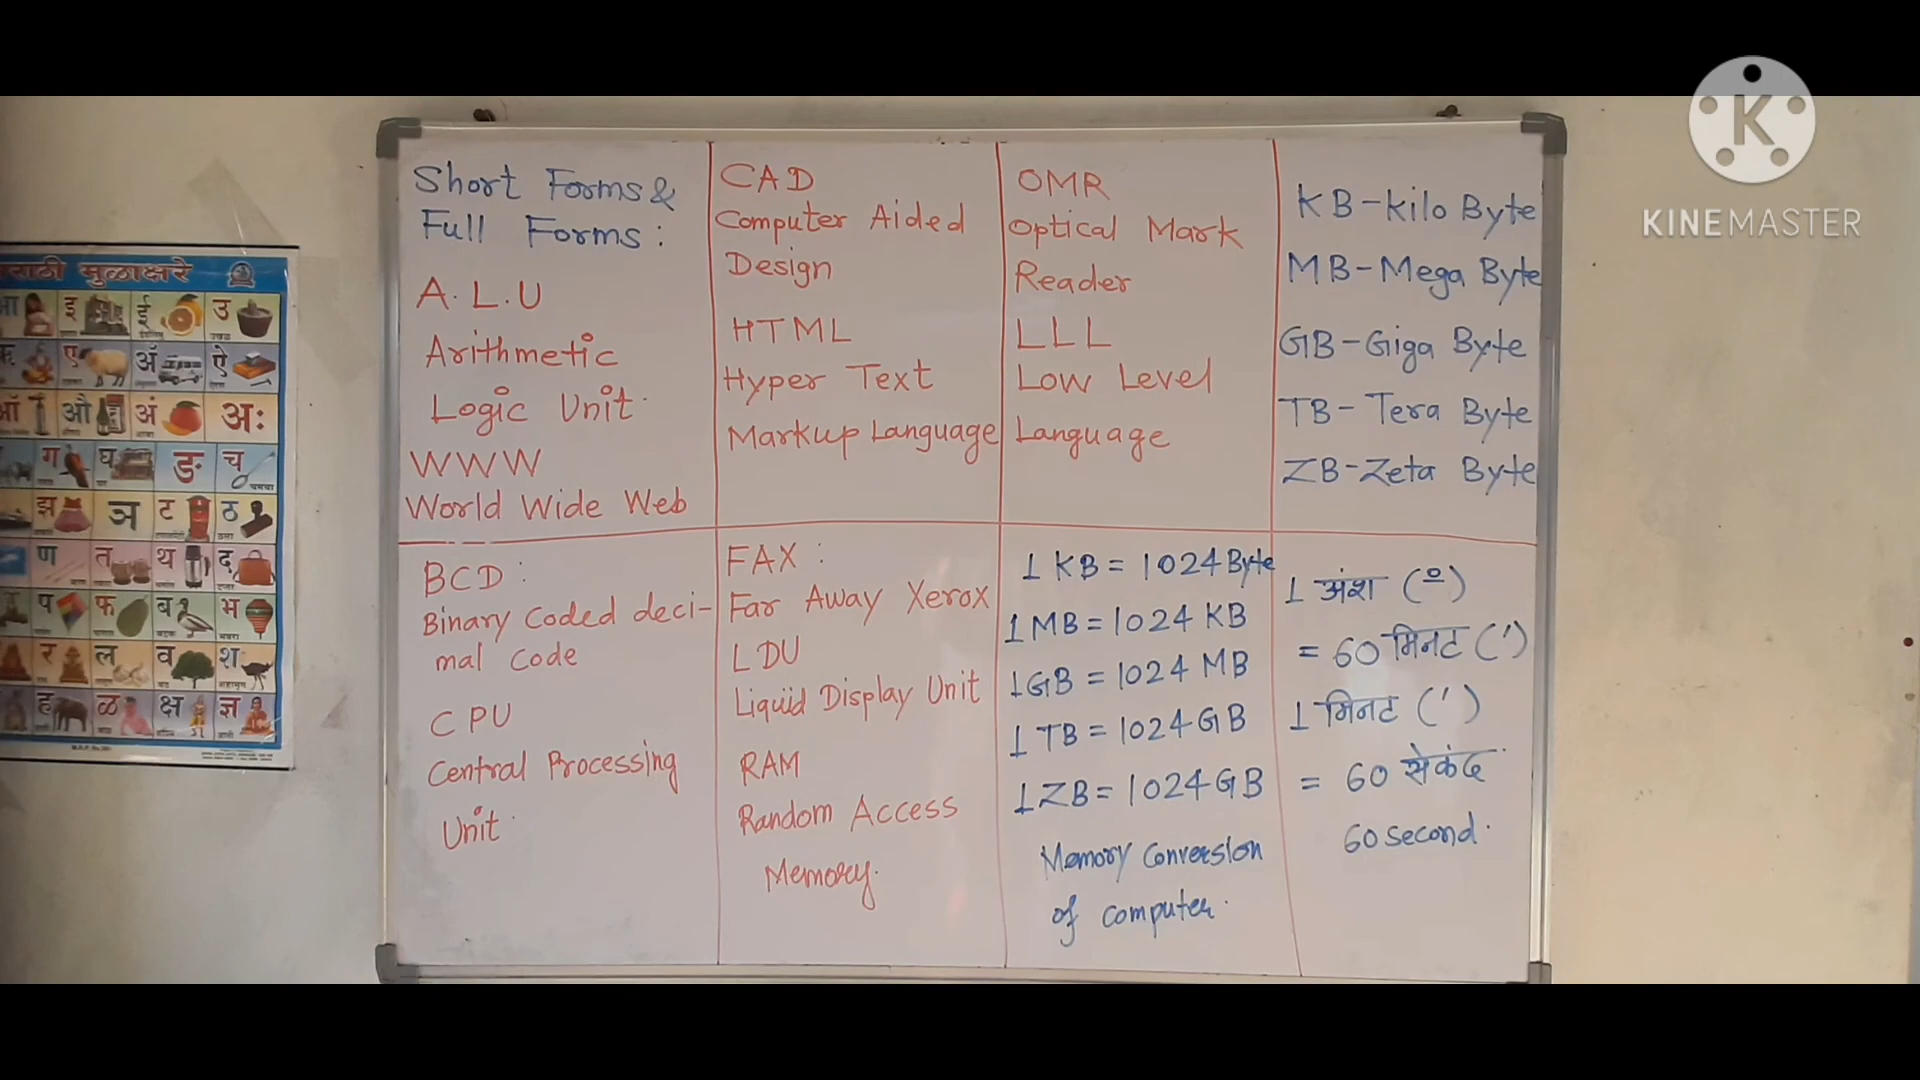 Short Forms &
Full Forms :
A.L.U
Arithmetic
Logic Unit.
WWW
World Wide Web
CAD
Computer Aided
Design
HTML
Hyper Text
Markup Language
OMR
Optical Mark
Reader
LLL
Low Level
Language
KB-Kilo Byte
MB-Mega Byte
GB-Giga Byte
TB-Tera Byte
ZB-Zeta Byte
BCD :
Binary Coded deci-
mal Code
CPU
Central Processing
Unit.
FAX :
Far Away Xerox
LDU
Liquid Display Unit
RAM
Random Access
Memory.
1 KB = 1024 Byte
1 MB = 1024 KB
1 GB = 1024 MB
1 TB = 1024 GB
1 ZB = 1024 GB
Memory Conversion
of computer.
1 अंश (º)
= 60 मिनट (')
1 मिनट (')
= 60 सेकंद
60 second.
मुळाक्षरे
इ ई उ
ए ऍ ऐ
औ अं अः
ग घ ङ च
झ ञ ट ठ
ण त थ द
प फ ब भ
र ल व श
ह ळ क्ष ज्ञ
K
KINEMASTER